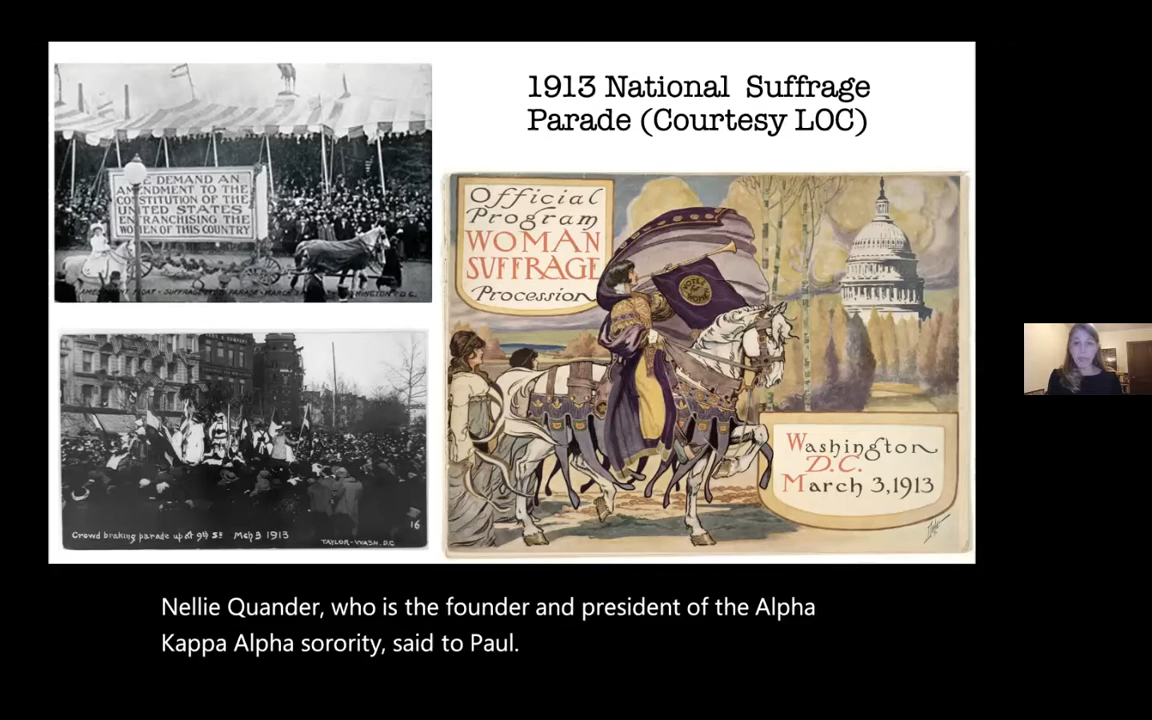 1913 National Suffrage
Parade (Courtesy LOC)
DEMAND AN
AMENDMENT TO THE
CONSTITUTION OF THE
UNITED STATES
ENFRANCHISING THE
WOMEN OF THIS COUNTRY
Official
Program
WOMAN
SUFFRAGE
Procession
VOTES
Washington
D.C.
March 3, 1913
Crowd braking parade up at 9th St Mch 3 1913
16
TAYLOR-WASH. D.C.
Nellie Quander, who is the founder and president of the Alpha
Kappa Alpha sorority, said to Paul.